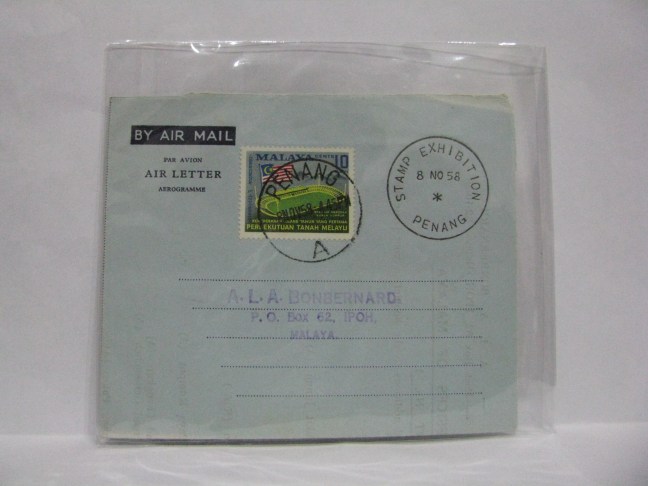 BY AIR MAIL
PAR AVION
AIR LETTER
AEROGRAMME
MALAYA CENTS 10
PERSEKUTUAN TANAH MELAYU
PENANG
A
STAMP EXHIBITION
8 NO 58
*
PENANG
A. L. A. BONBERNARD.
P. O. Box 62, IPOH,
MALAYA.